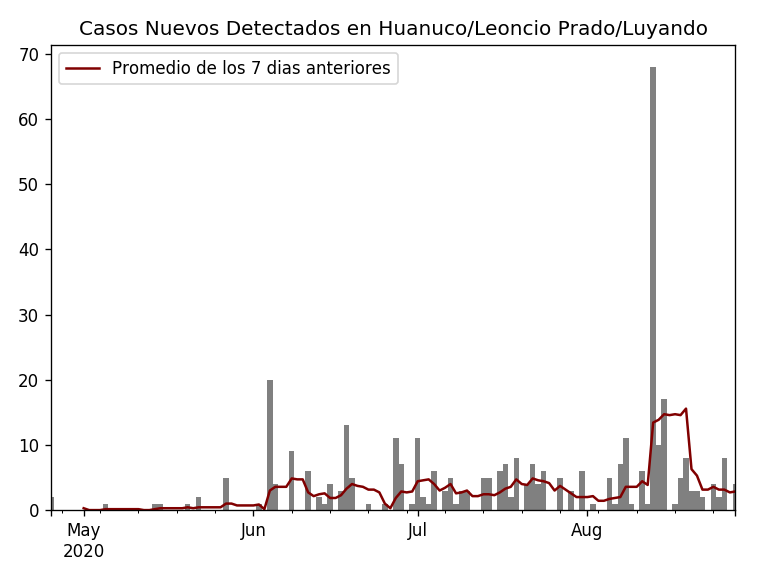 Casos Nuevos Detectados en Huanuco/Leoncio Prado/Luyando
Promedio de los 7 dias anteriores
70
60
50
40
30
20
10
0
May
2020
Jun
Jul
Aug